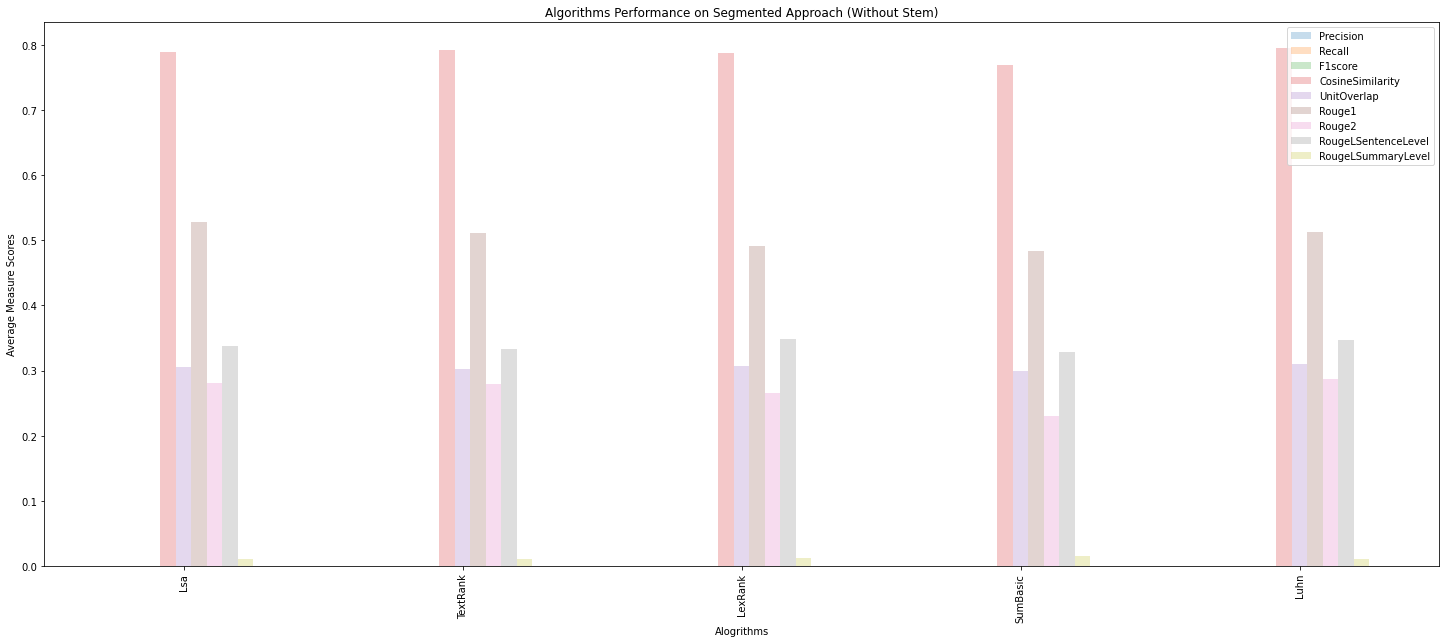 Algorithms Performance on Segmented Approach (Without Stem)
Precision
Recall
F1score
CosineSimilarity
UnitOverlap
Rouge1
Rouge2
RougeLSentenceLevel
RougeLSummaryLevel
Average Measure Scores
0.8
0.7
0.6
0.5
0.4
0.3
0.2
0.1
0.0
Lsa
TextRank
LexRank
SumBasic
Luhn
Alogrithms